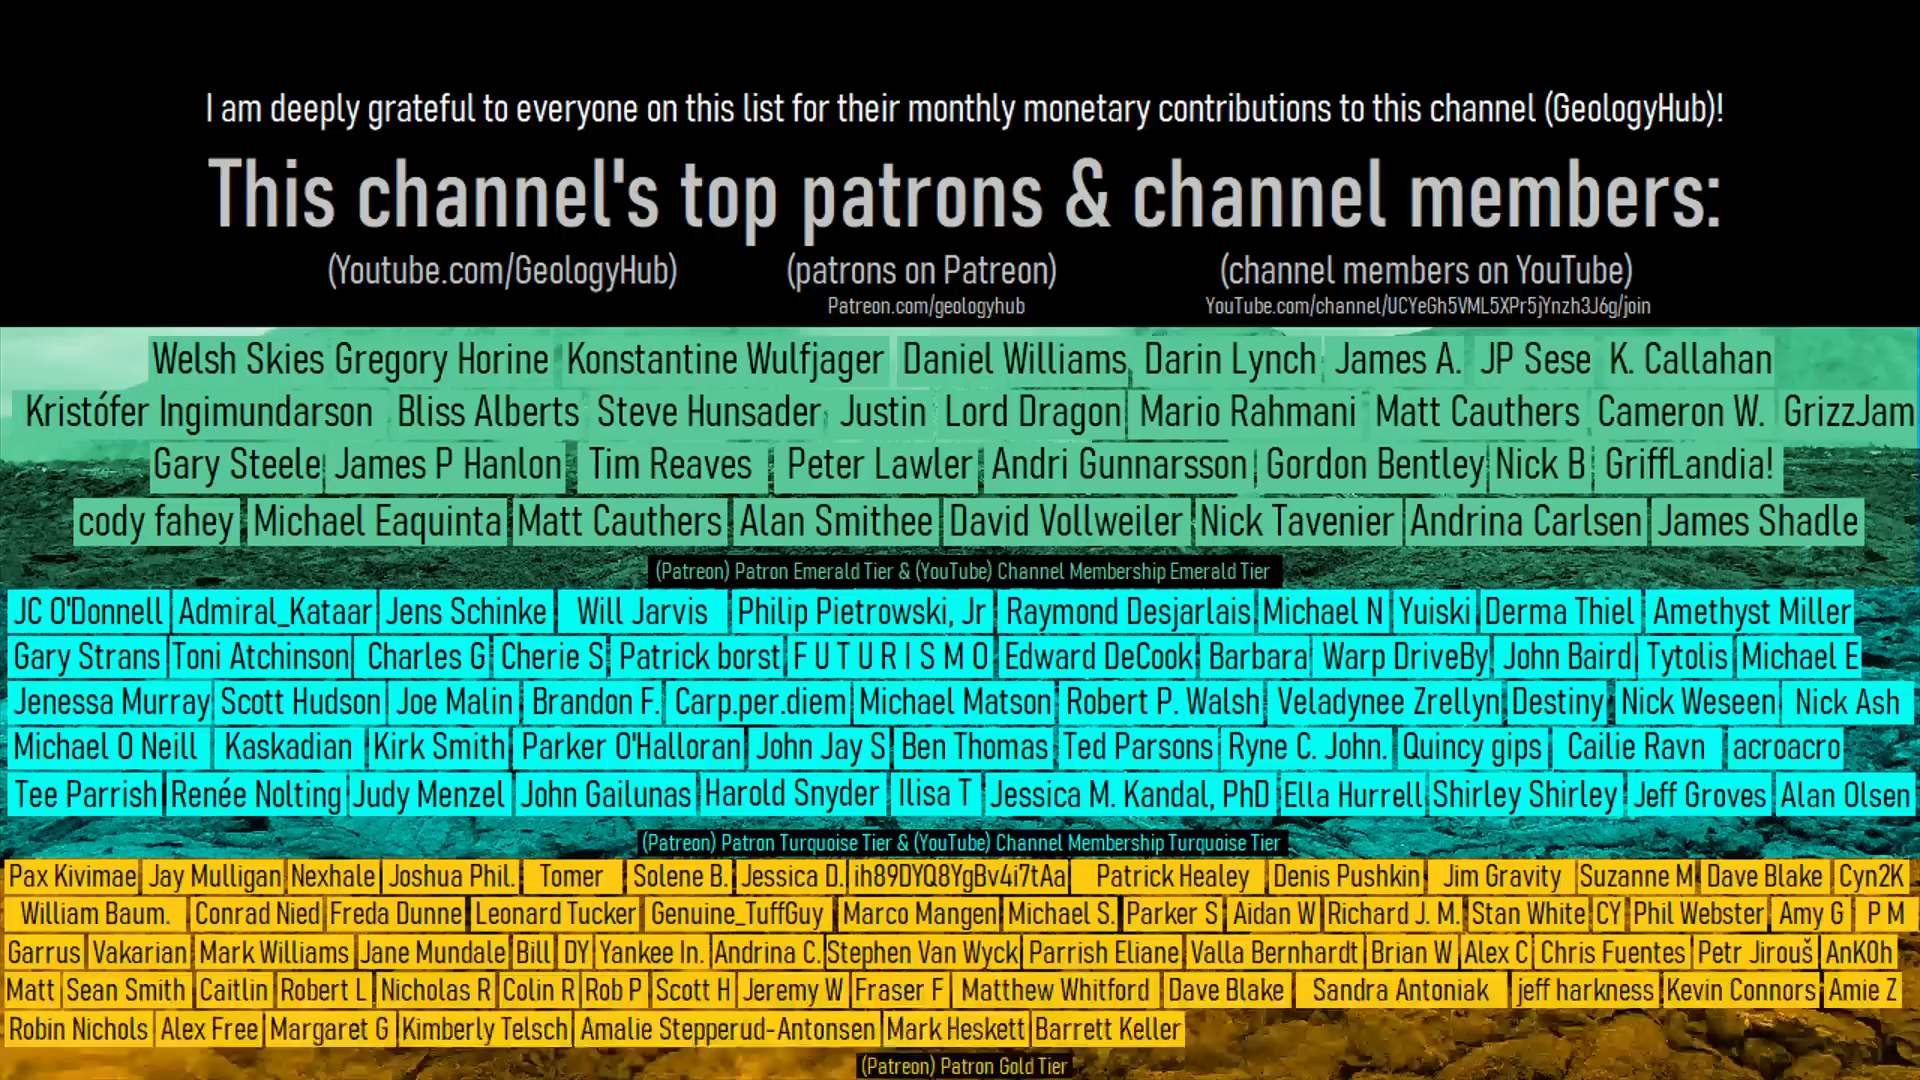 I am deeply grateful to everyone on this list for their monthly monetary contributions to this channel (GeologyHub)!
This channel's top patrons & channel members:
(Youtube.com/GeologyHub) (patrons on Patreon) (channel members on YouTube)
Patreon.com/geologyhub YouTube.com/channel/UCYeGh5VML5XPr5jYnzh3J6g/join
Welsh Skies Gregory Horine Konstantine Wulfjager Daniel Williams Darin Lynch James A. JP Sese K. Callahan
Kristófer Ingimundarson Bliss Alberts Steve Hunsader Justin Lord Dragon Mario Rahmani Matt Cauthers Cameron W. GrizzJam
Gary Steele James P Hanlon Tim Reaves Peter Lawler Andri Gunnarsson Gordon Bentley Nick B GriffLandia!
cody fahey Michael Eaquinta Matt Cauthers Alan Smithee David Vollweiler Nick Tavenier Andrina Carlsen James Shadle
(Patreon) Patron Emerald Tier & (YouTube) Channel Membership Emerald Tier
JC O'Donnell Admiral_Kataar Jens Schinke Will Jarvis Philip Pietrowski, Jr Raymond Desjarlais Michael N Yuiski Derma Thiel Amethyst Miller
Gary Strans Toni Atchinson Charles G Cherie S Patrick borst F U T U R I S M O Edward DeCook Barbara Warp DriveBy John Baird Tytolis Michael E
Jenessa Murray Scott Hudson Joe Malin Brandon F. Carp.per.diem Michael Matson Robert P. Walsh Veladynee Zrellyn Destiny Nick Weseen Nick Ash
Michael O Neill Kaskadian Kirk Smith Parker O'Halloran John Jay S Ben Thomas Ted Parsons Ryne C. John. Quincy gips Cailie Ravn acroacro
Tee Parrish Renée Nolting Judy Menzel John Gailunas Harold Snyder Ilisa T Jessica M. Kandal, PhD Ella Hurrell Shirley Shirley Jeff Groves Alan Olsen
(Patreon) Patron Turquoise Tier & (YouTube) Channel Membership Turquoise Tier
Pax Kivimae Jay Mulligan Nexhale Joshua Phil. Tomer Solene B. Jessica D. ih89DYQ8YgBv4i7tAa Patrick Healey Denis Pushkin Jim Gravity Suzanne M Dave Blake Cyn2K
William Baum. Conrad Nied Freda Dunne Leonard Tucker Genuine_TuffGuy Marco Mangen Michael S. Parker S Aidan W Richard J. M. Stan White CY Phil Webster Amy G P M
Garrus Vakarian Mark Williams Jane Mundale Bill DY Yankee In. Andrina C. Stephen Van Wyck Parrish Eliane Valla Bernhardt Brian W Alex C Chris Fuentes Petr Jirouš AnK0h
Matt Sean Smith Caitlin Robert L Nicholas R Colin R Rob P Scott H Jeremy W Fraser F Matthew Whitford Dave Blake Sandra Antoniak jeff harkness Kevin Connors Amie Z
Robin Nichols Alex Free Margaret G Kimberly Telsch Amalie Stepperud-Antonsen Mark Heskett Barrett Keller
(Patreon) Patron Gold Tier